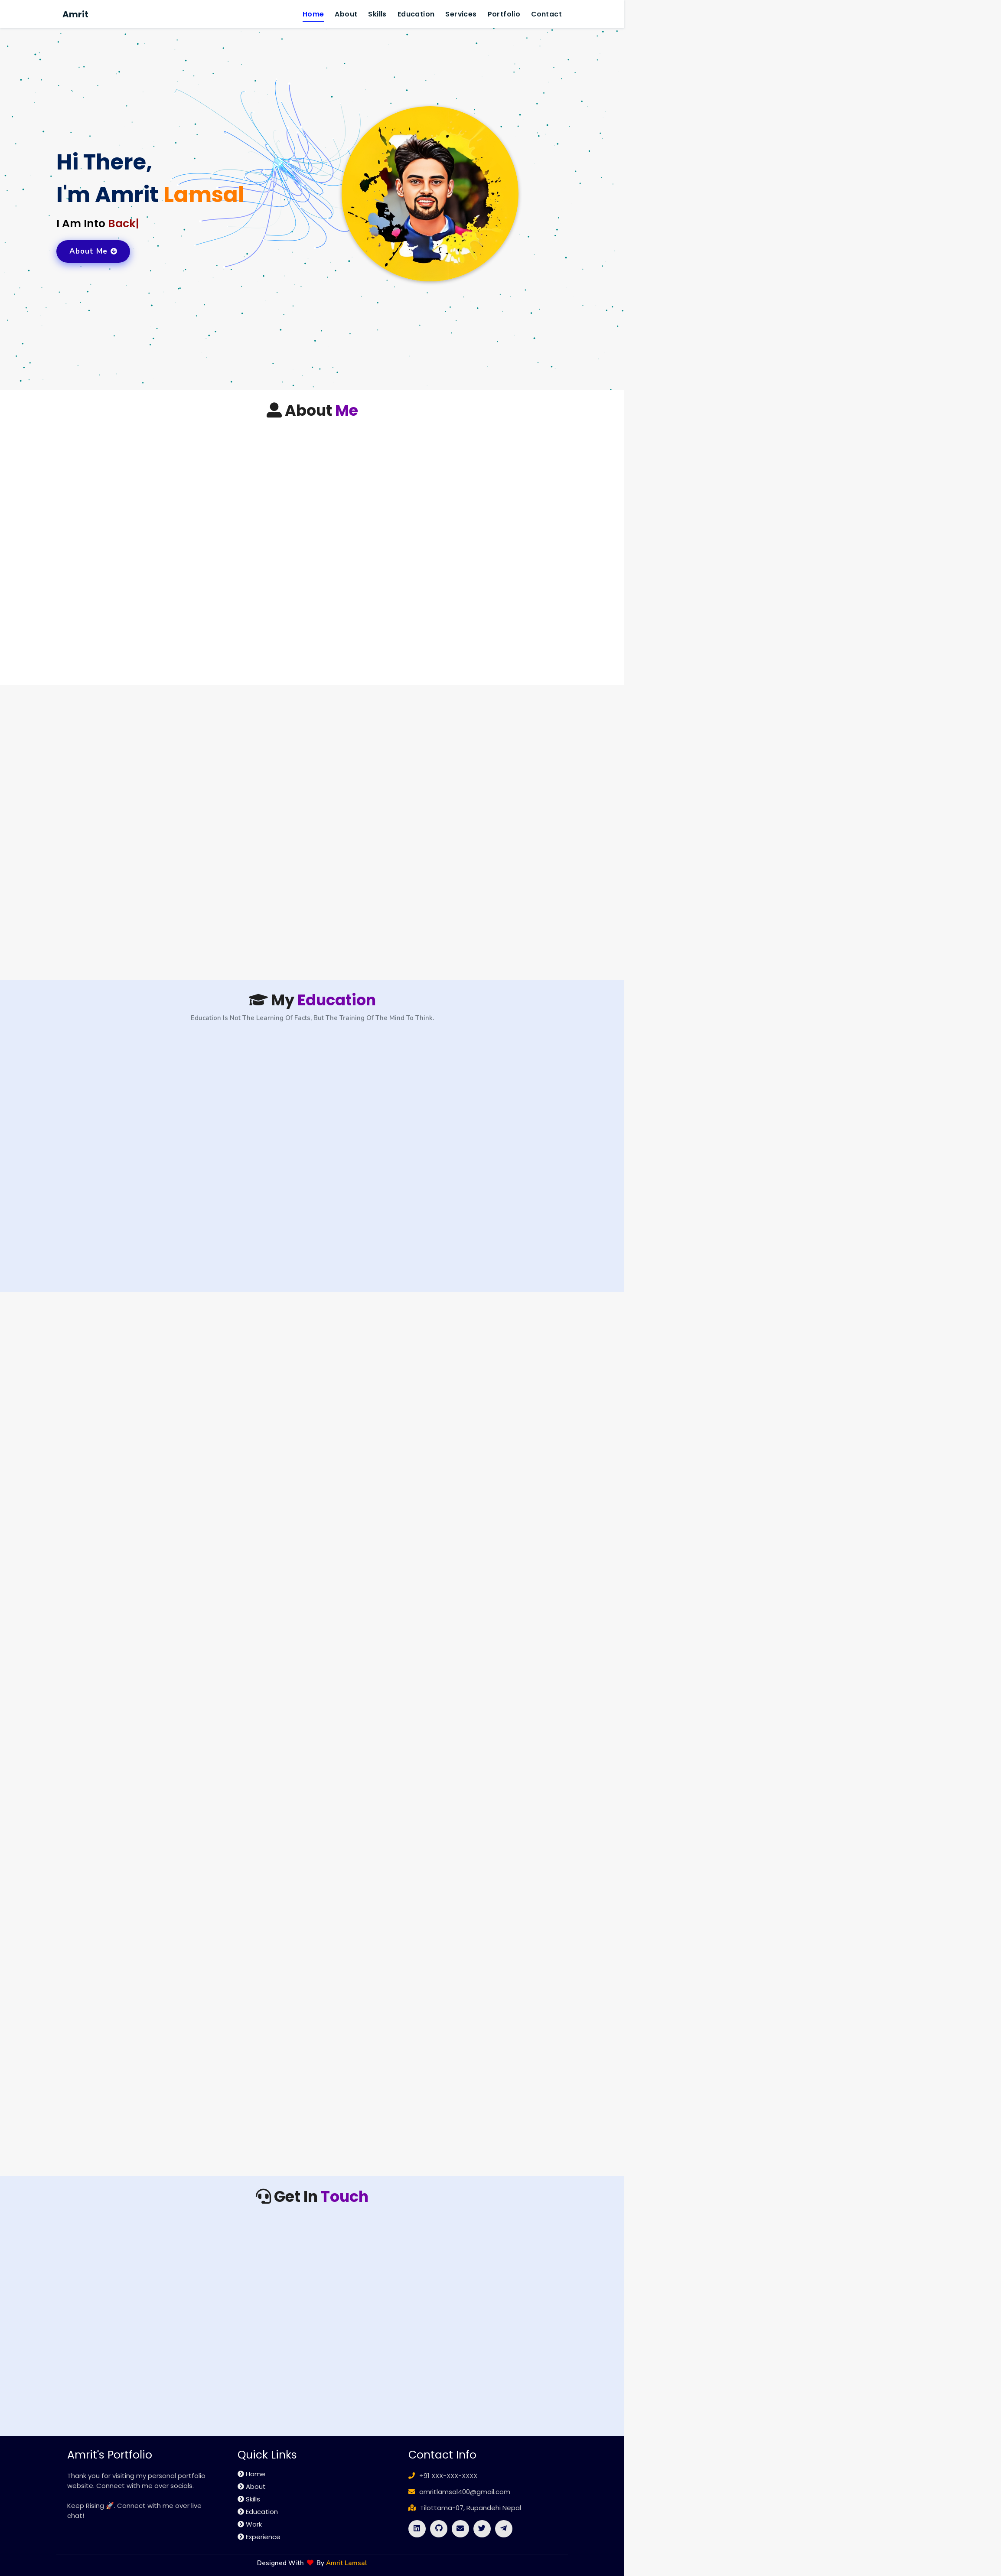 Amrit
Home About Skills Education Services Portfolio Contact
Hi There,
I'm Amrit Lamsal
I Am Into Back|
About Me
About Me
My Education
Education Is Not The Learning Of Facts, But The Training Of The Mind To Think.
Get In Touch
Amrit's Portfolio
Thank you for visiting my personal portfolio
website. Connect with me over socials.
Keep Rising 🚀. Connect with me over live
chat!
Quick Links
Home
About
Skills
Education
Work
Experience
Contact Info
+91 XXX-XXX-XXXX
amritlamsal400@gmail.com
Tilottama-07, Rupandehi Nepal
Designed With ❤ By Amrit Lamsal